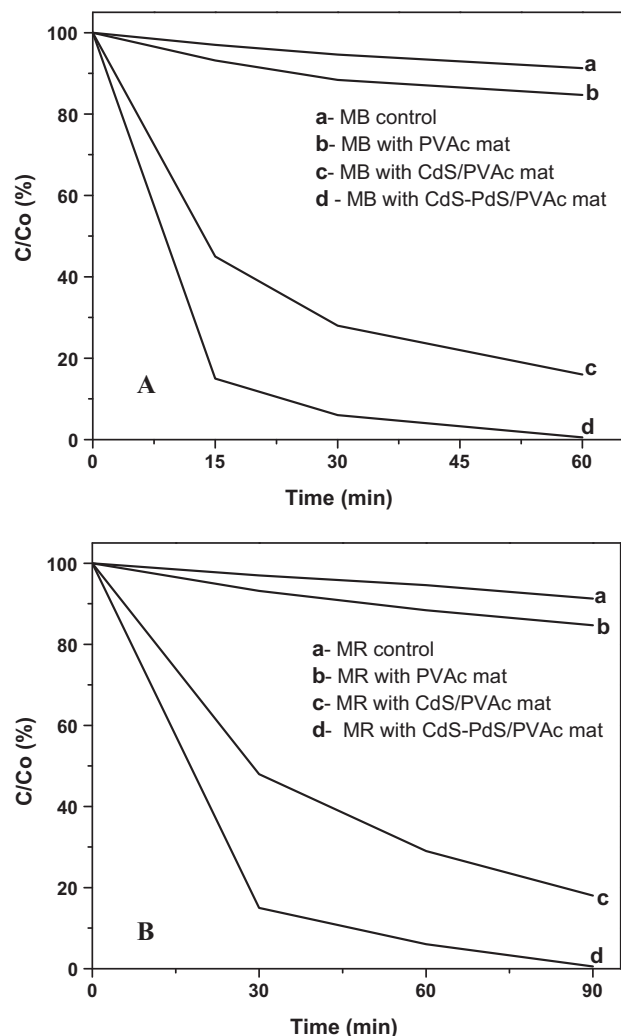 100
80
60
40
20
0
C/Co (%)
a
b
c
d
a- MB control
b- MB with PVAc mat
c- MB with CdS/PVAc mat
d - MB with CdS-PdS/PVAc mat
A
0 15 30 45 60
Time (min)
100
80
60
40
20
0
C/Co (%)
a
b
c
d
a- MR control
b- MR with PVAc mat
c- MR with CdS/PVAc mat
d- MR with CdS-PdS/PVAc mat
B
0 30 60 90
Time (min)